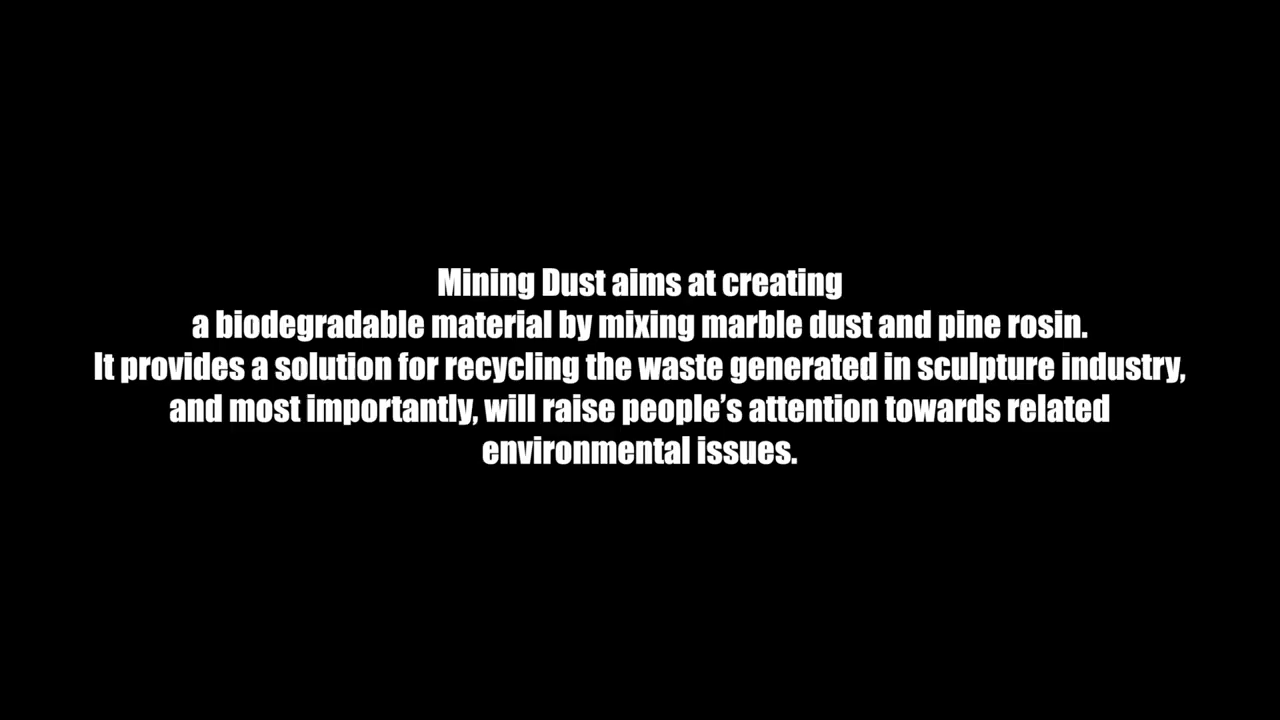 Mining Dust aims at creating
a biodegradable material by mixing marble dust and pine rosin.
It provides a solution for recycling the waste generated in sculpture industry,
and most importantly, will raise people’s attention towards related
environmental issues.